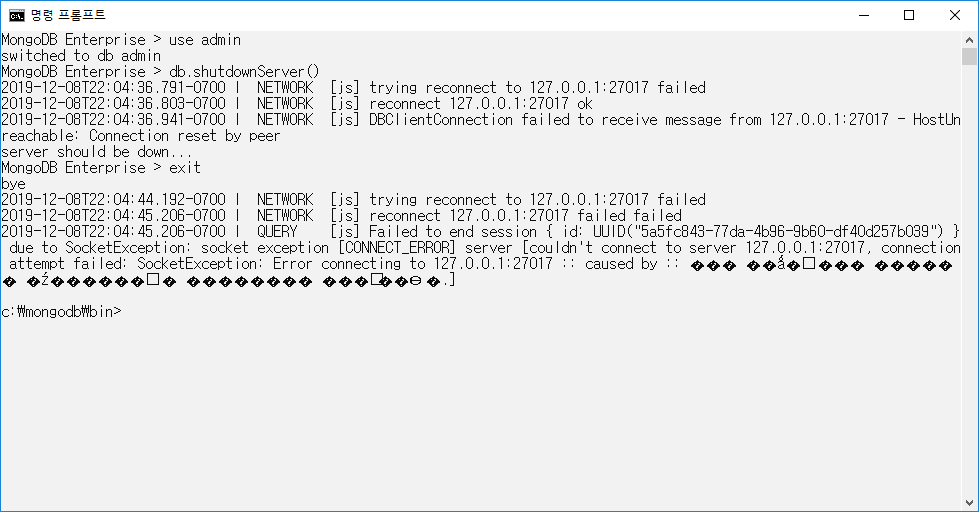 명령 프롬프트
MongoDB Enterprise > use admin
switched to db admin
MongoDB Enterprise > db.shutdownServer()
2019-12-08T22:04:36.791-0700 I  NETWORK  [js] trying reconnect to 127.0.0.1:27017 failed
2019-12-08T22:04:36.803-0700 I  NETWORK  [js] reconnect 127.0.0.1:27017 ok
2019-12-08T22:04:36.941-0700 I  NETWORK  [js] DBClientConnection failed to receive message from 127.0.0.1:27017 - HostUn
reachable: Connection reset by peer
server should be down...
MongoDB Enterprise > exit
bye
2019-12-08T22:04:44.192-0700 I  NETWORK  [js] trying reconnect to 127.0.0.1:27017 failed
2019-12-08T22:04:45.206-0700 I  NETWORK  [js] reconnect 127.0.0.1:27017 failed failed
2019-12-08T22:04:45.206-0700 I  QUERY    [js] Failed to end session { id: UUID("5a5fc843-77da-4b96-9b60-df40d257b039") }
 due to SocketException: socket exception [CONNECT_ERROR] server [couldn't connect to server 127.0.0.1:27017, connection
 attempt failed: SocketException: Error connecting to 127.0.0.1:27017 :: caused by ::
.]
c:₩mongodb₩bin>